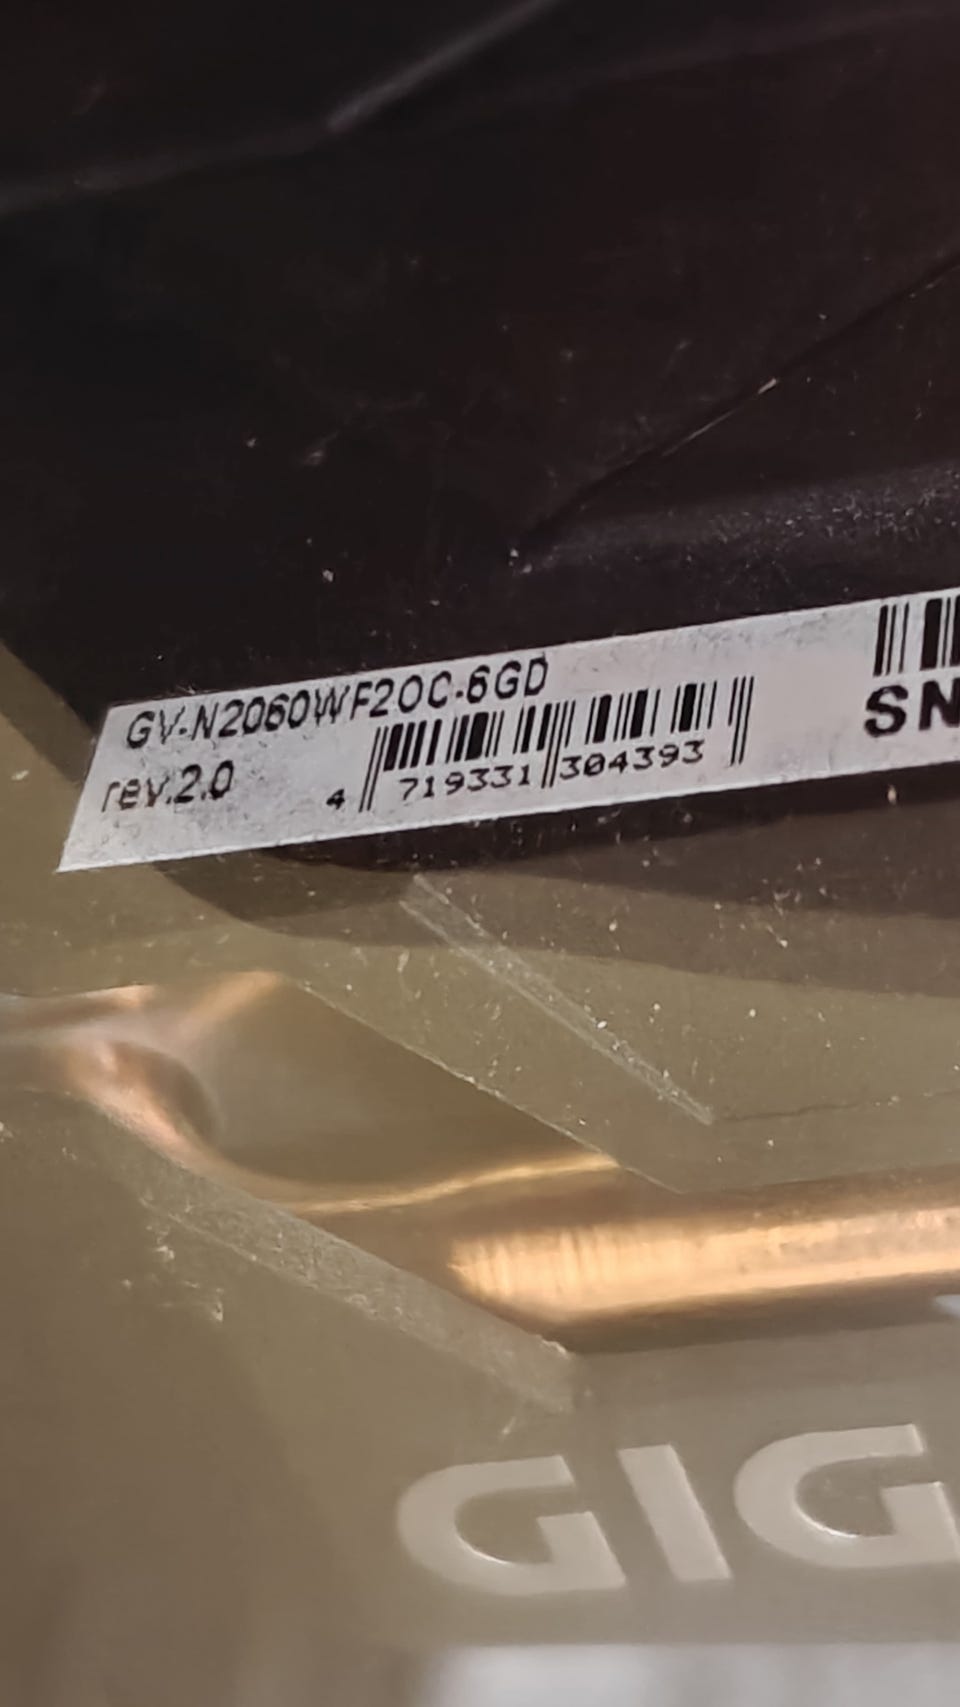 GV-N2060WF2OC-6GD
rev.2.0
4 719331 304393
SN
GIG